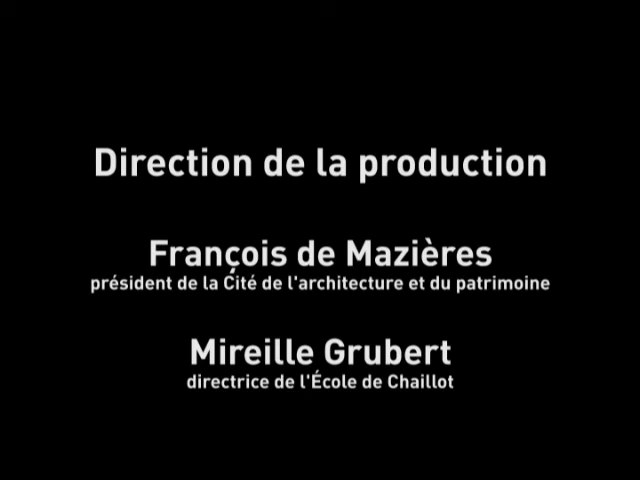 Direction de la production
François de Mazières
président de la Cité de l'architecture et du patrimoine
Mireille Grubert
directrice de l'École de Chaillot